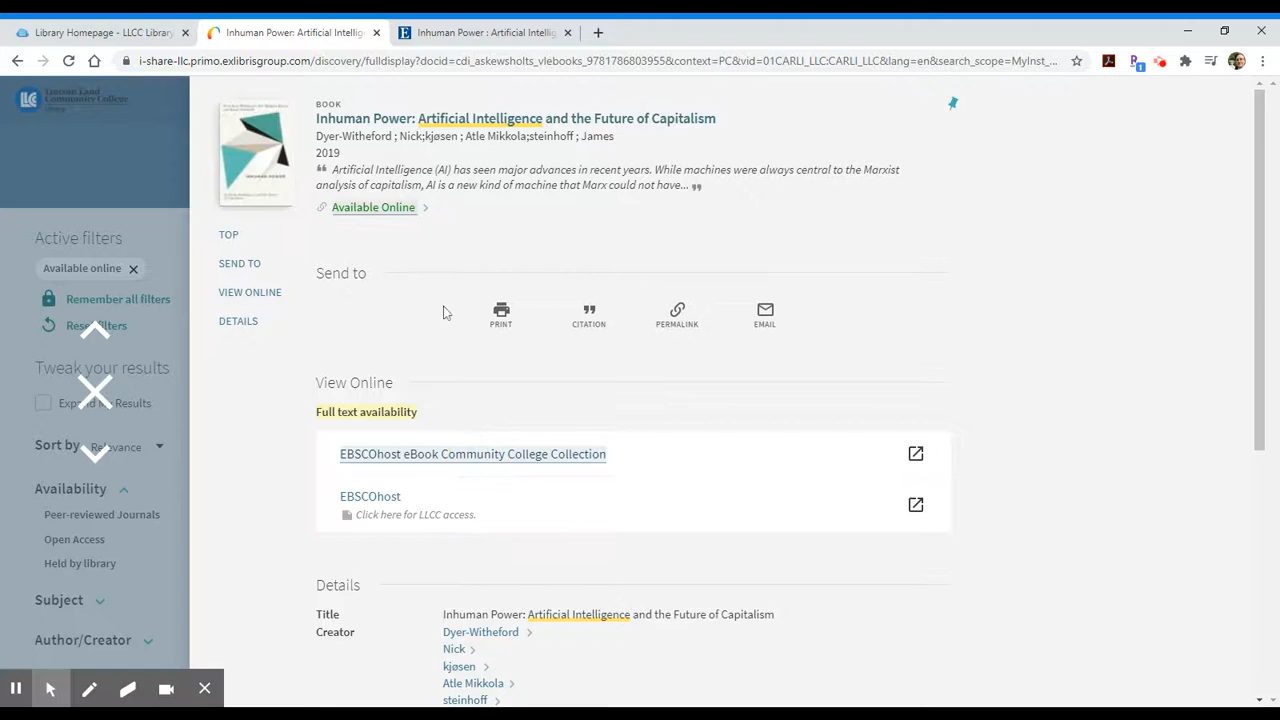 Library Homepage - LLCC Library
Inhuman Power: Artificial Intellig
Inhuman Power : Artificial Intellig
i-share-llc.primo.exlibrisgroup.com/discovery/fulldisplay?docid=cdi_askewsholts_vlebooks_9781786803955&context=PC&vid=01CARLI_LLC:CARLI_LLC&lang=en&search_scope=MyInst_...
Lincoln Land
Community College
Library
BOOK
Inhuman Power: Artificial Intelligence and the Future of Capitalism
Dyer-Witheford ; Nick;kjøsen ; Atle Mikkola;steinhoff ; James
2019
Artificial Intelligence (AI) has seen major advances in recent years. While machines were always central to the Marxist
analysis of capitalism, AI is a new kind of machine that Marx could not have...
Available Online
TOP
SEND TO
VIEW ONLINE
DETAILS
Active filters
Available online
Remember all filters
Reset filters
Tweak your results
Expand My Results
Sort by Relevance
Availability
Peer-reviewed Journals
Open Access
Held by library
Subject
Author/Creator
Send to
PRINT
CITATION
PERMALINK
EMAIL
View Online
Full text availability
EBSCOhost eBook Community College Collection
EBSCOhost
Click here for LLCC access.
Details
Title Inhuman Power: Artificial Intelligence and the Future of Capitalism
Creator Dyer-Witheford
Nick
kjøsen
Atle Mikkola
steinhoff